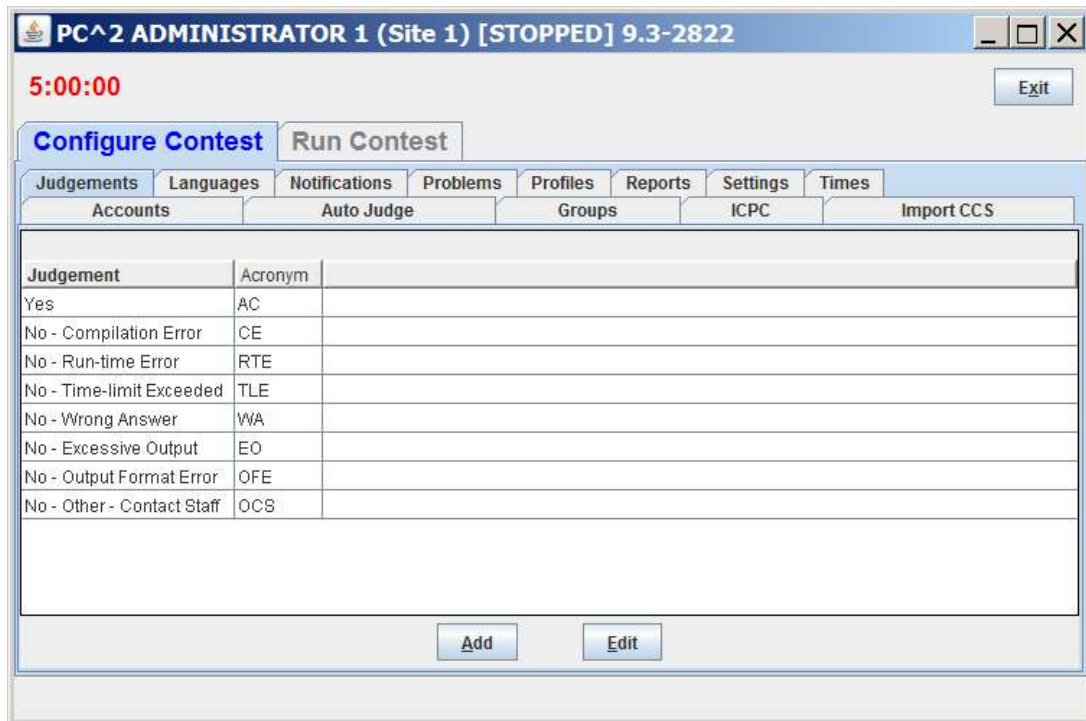 PC^2 ADMINISTRATOR 1 (Site 1) [STOPPED] 9.3-2822
5:00:00 Exit
Configure Contest Run Contest
Judgements Languages Notifications Problems Profiles Reports Settings Times
Accounts Auto Judge Groups ICPC Import CCS
Judgement Acronym
Yes AC
No - Compilation Error CE
No - Run-time Error RTE
No - Time-limit Exceeded TLE
No - Wrong Answer WA
No - Excessive Output EO
No - Output Format Error OFE
No - Other - Contact Staff OCS
Add Edit